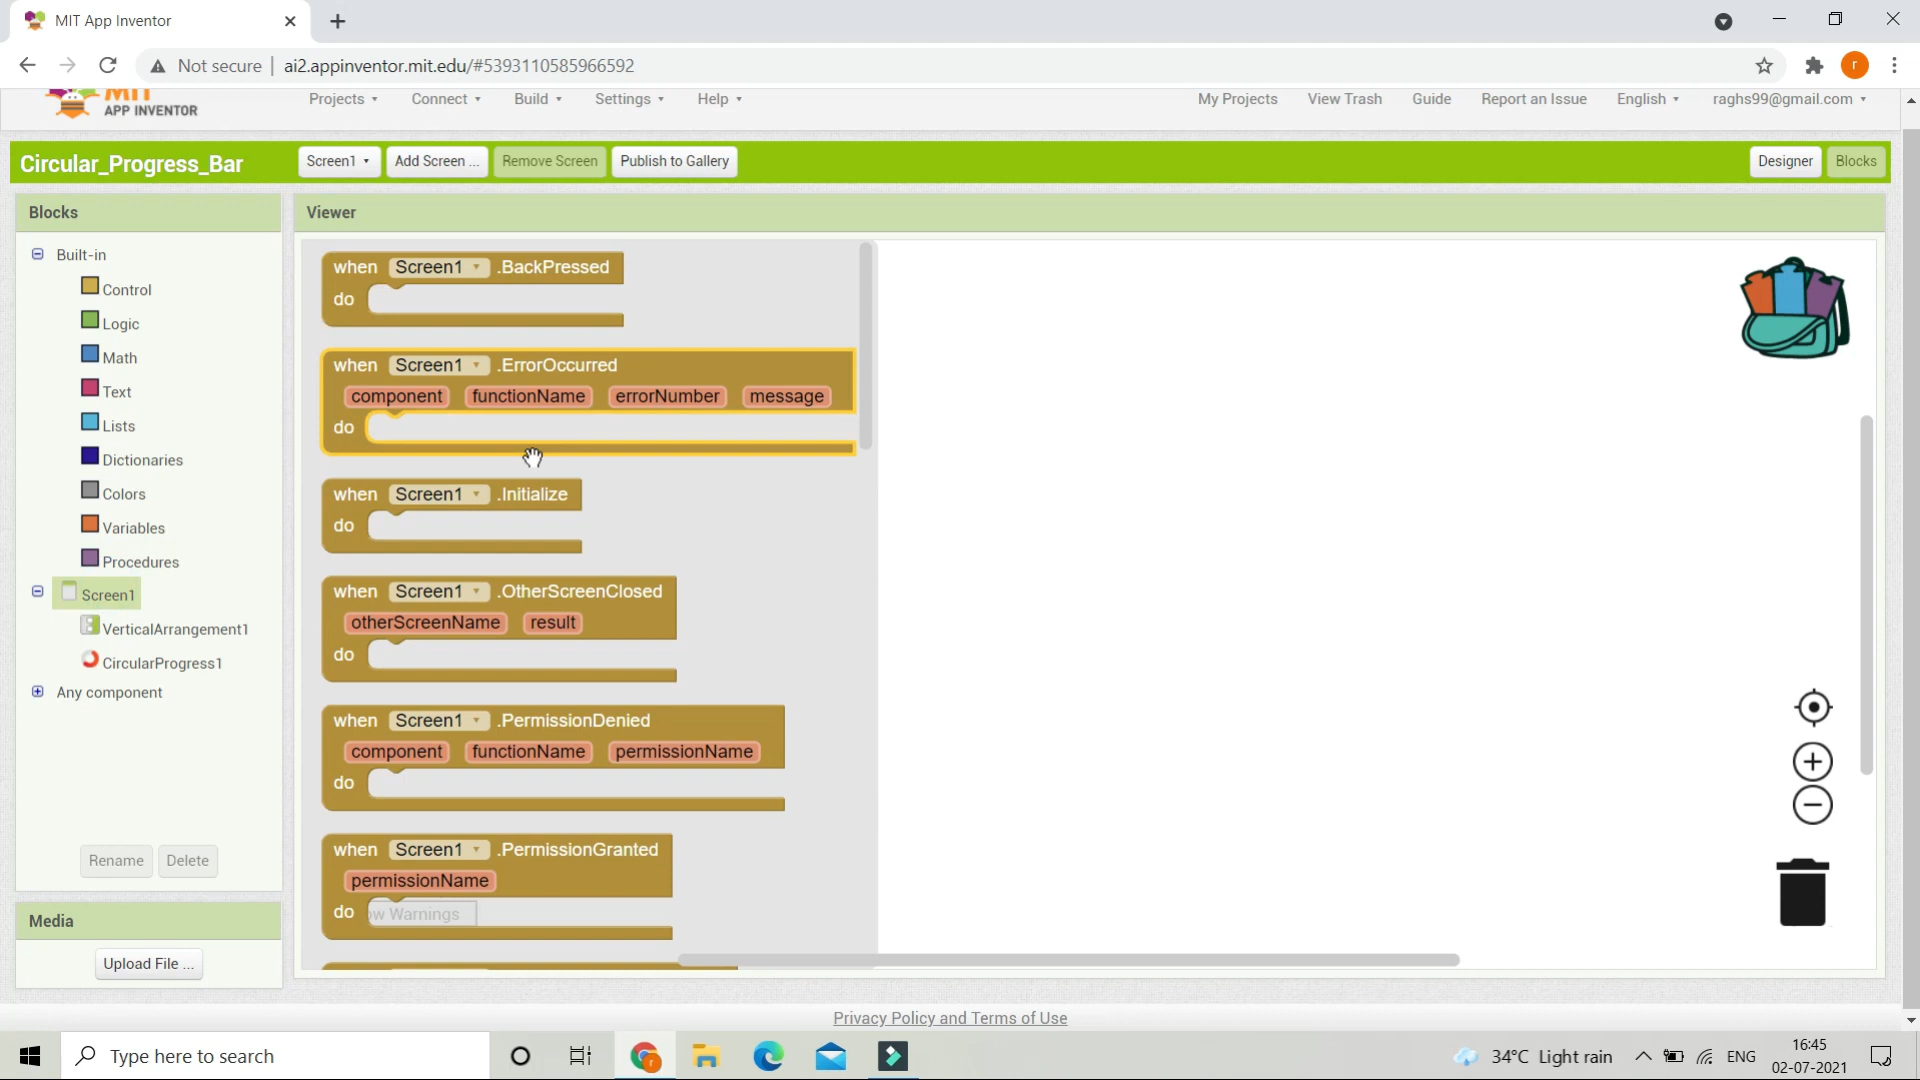 MIT App Inventor
Not secure | ai2.appinventor.mit.edu/#5393110585966592
r
MIT
APP INVENTOR
Projects Connect Build Settings Help My Projects View Trash Guide Report an Issue English raghs99@gmail.com
Circular_Progress_Bar Screen1 Add Screen ... Remove Screen Publish to Gallery Designer Blocks
Blocks
Built-in
Control
Logic
Math
Text
Lists
Dictionaries
Colors
Variables
Procedures
Screen1
VerticalArrangement1
CircularProgress1
Any component
Rename Delete
Media
Upload File ...
Viewer
when Screen1 .BackPressed
do
when Screen1 .ErrorOccurred
component functionName errorNumber message
do
when Screen1 .Initialize
do
when Screen1 .OtherScreenClosed
otherScreenName result
do
when Screen1 .PermissionDenied
component functionName permissionName
do
when Screen1 .PermissionGranted
permissionName
do
Warnings
Privacy Policy and Terms of Use
Type here to search
r
34°C Light rain
ENG
16:45
02-07-2021